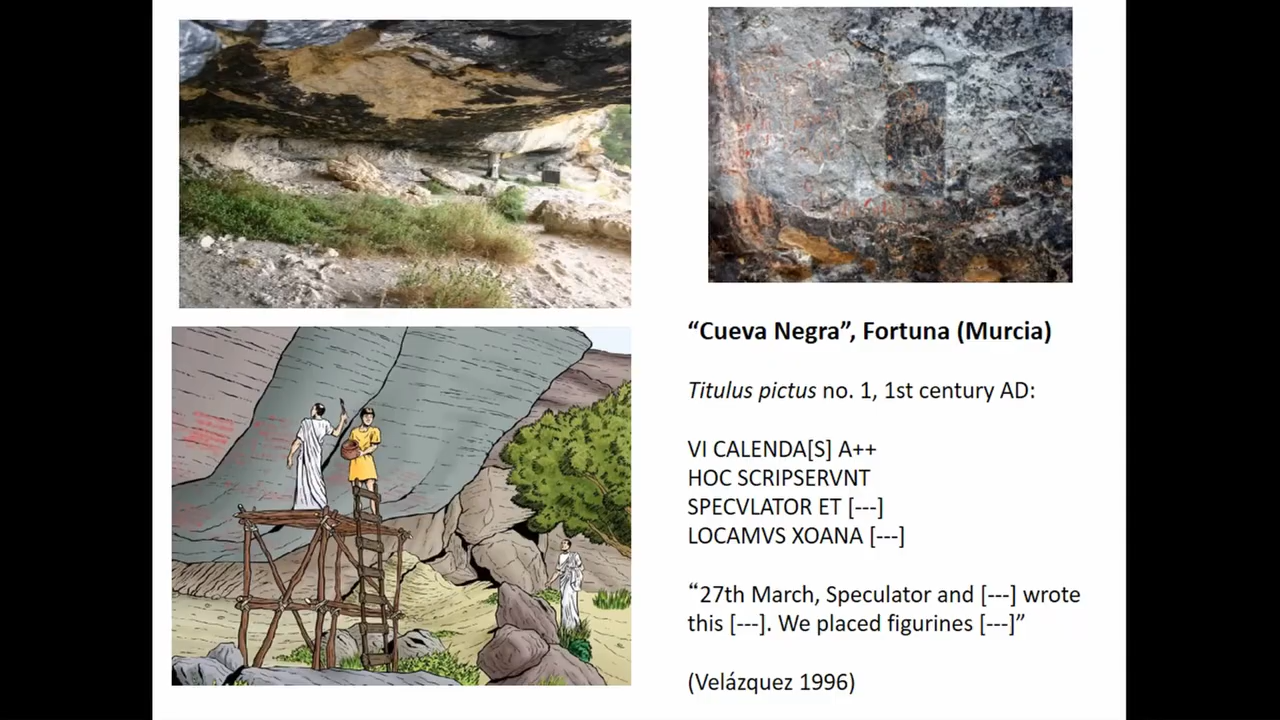 “Cueva Negra”, Fortuna (Murcia)
Titulus pictus no. 1, 1st century AD:
VI CALENDA[S] A++
HOC SCRIPSERVNT
SPECVLATOR ET [---]
LOCAMVS XOANA [---]
“27th March, Speculator and [---] wrote
this [---]. We placed figurines [---]”
(Velázquez 1996)